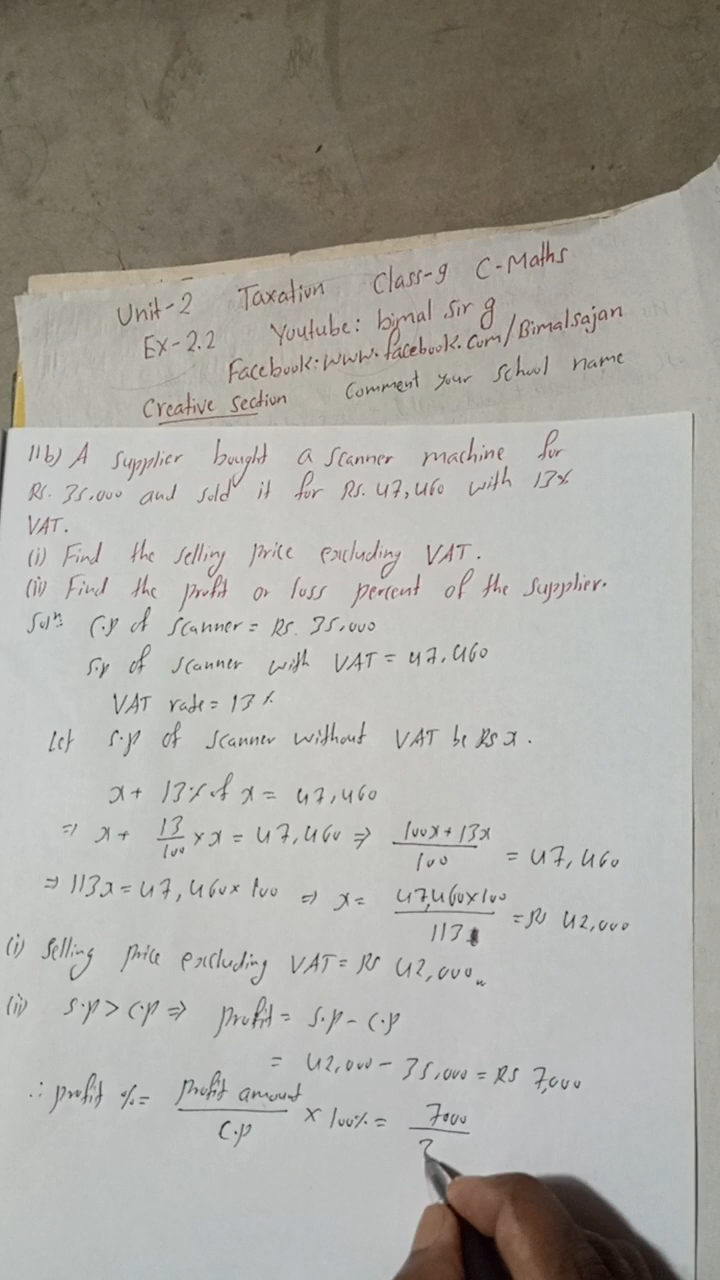 Unit-2 Taxation Class-9 C-Maths
Ex-2.2 Youtube: bimal sir g
Facebook: www.facebook.com/Bimalsajan
Creative section Comment your school name
11b) A supplier bought a scanner machine for
Rs. 35,000 and sold it for Rs. 47,460 with 13%
VAT.
(i) Find the selling price excluding VAT.
(ii) Find the profit or loss percent of the supplier.
Solⁿ: C.p of scanner = Rs. 35,000
S.p of scanner with VAT = 47,460
VAT rate = 13%
Let s.p of scanner without VAT be Rs x.
x + 13% of x = 47,460
⇒ x + 13/100 × x = 47,460 ⇒ (100x + 13x)/100 = 47,460
⇒ 113x = 47,460 × 100 ⇒ x = (47,460 × 100)/113 = Rs 42,000
(i) Selling price excluding VAT = Rs 42,000
(ii) S.p > C.p ⇒ profit = S.p - C.p
= 42,000 - 35,000 = Rs 7,000
∴ profit % = profit amount/C.p × 100% = 7000/3